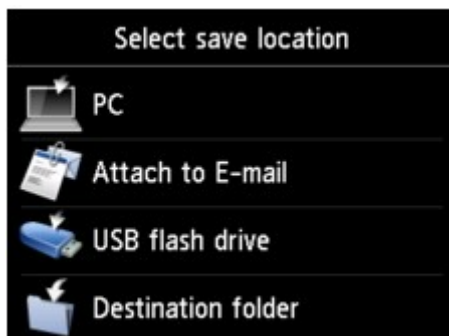 Select save location
PC
Attach to E-mail
USB flash drive
Destination folder